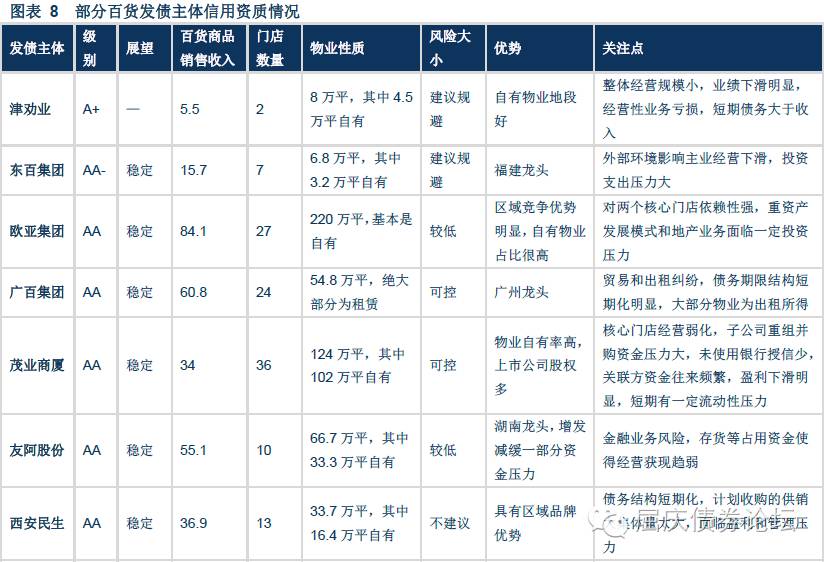 图表 8 部分百货发债主体信用资质情况
发债主体
级
别
展望
百货商品
销售收入
门店
数量
物业性质
风险大
小
优势
关注点
津劝业
A+
—
5.5
2
8 万平，其中 4.5
万平自有
建议规
避
自有物业地段
好
整体经营规模小，业绩下滑明显，
经营性业务亏损，短期债务大于收
入
东百集团
AA-
稳定
15.7
7
6.8 万平，其中
3.2 万平自有
建议规
避
福建龙头
外部环境影响主业经营下滑，投资
支出压力大
欧亚集团
AA
稳定
84.1
27
220 万平，基本是
自有
较低
区域竞争优势
明显，自有物业
占比很高
对两个核心门店依赖性强，重资产
发展模式和地产业务面临一定投资
压力
广百集团
AA
稳定
60.8
24
54.8 万平，绝大
部分为租赁
可控
广州龙头
贸易和出租纠纷，债务期限结构短
期化明显，大部分物业为出租所得
茂业商厦
AA
稳定
34
36
124 万平，其中
102 万平自有
可控
物业自有率高，
上市公司股权
多
核心门店经营弱化，子公司重组并
购资金压力大，未使用银行授信少，
关联方资金往来频繁，盈利下滑明
显，短期有一定流动性压力
友阿股份
AA
稳定
55.1
10
66.7 万平，其中
33.3 万平自有
较低
湖南龙头，增发
减缓一部分资
金压力
金融业务风险，存货等占用资金使
得经营获现趋弱
西安民生
AA
稳定
36.9
13
33.7 万平，其中
16.4 万平自有
不建议
具有区域品牌
优势
债务结构短期化，计划收购的供销
集体量太大，面临盈利和管理压
力
屈庆债券论坛